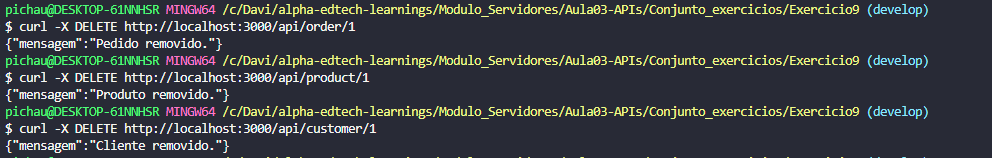 pichau@DESKTOP-61NNHSR MINGW64 /c/Davi/alpha-edtech-learnings/Modulo_Servidores/Aula03-APIs/Conjunto_exercicios/Exercicio9 (develop)
$ curl -X DELETE http://localhost:3000/api/order/1
{"mensagem":"Pedido removido."}
pichau@DESKTOP-61NNHSR MINGW64 /c/Davi/alpha-edtech-learnings/Modulo_Servidores/Aula03-APIs/Conjunto_exercicios/Exercicio9 (develop)
$ curl -X DELETE http://localhost:3000/api/product/1
{"mensagem":"Produto removido."}
pichau@DESKTOP-61NNHSR MINGW64 /c/Davi/alpha-edtech-learnings/Modulo_Servidores/Aula03-APIs/Conjunto_exercicios/Exercicio9 (develop)
$ curl -X DELETE http://localhost:3000/api/customer/1
{"mensagem":"Cliente removido."}